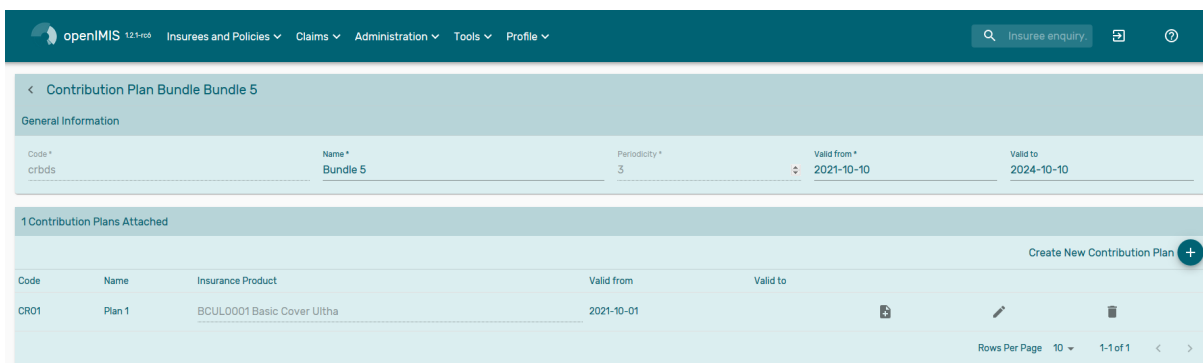 openIMIS 1.2.1-rc6 Insurees and Policies Claims Administration Tools Profile Insuree enquiry.
Contribution Plan Bundle Bundle 5
General Information
Code * Name * Periodicity * Valid from * Valid to
crbds Bundle 5 3 2021-10-10 2024-10-10
1 Contribution Plans Attached
Create New Contribution Plan
Code Name Insurance Product Valid from Valid to
CR01 Plan 1 BCUL0001 Basic Cover Ultha 2021-10-01
Rows Per Page 10 1-1 of 1